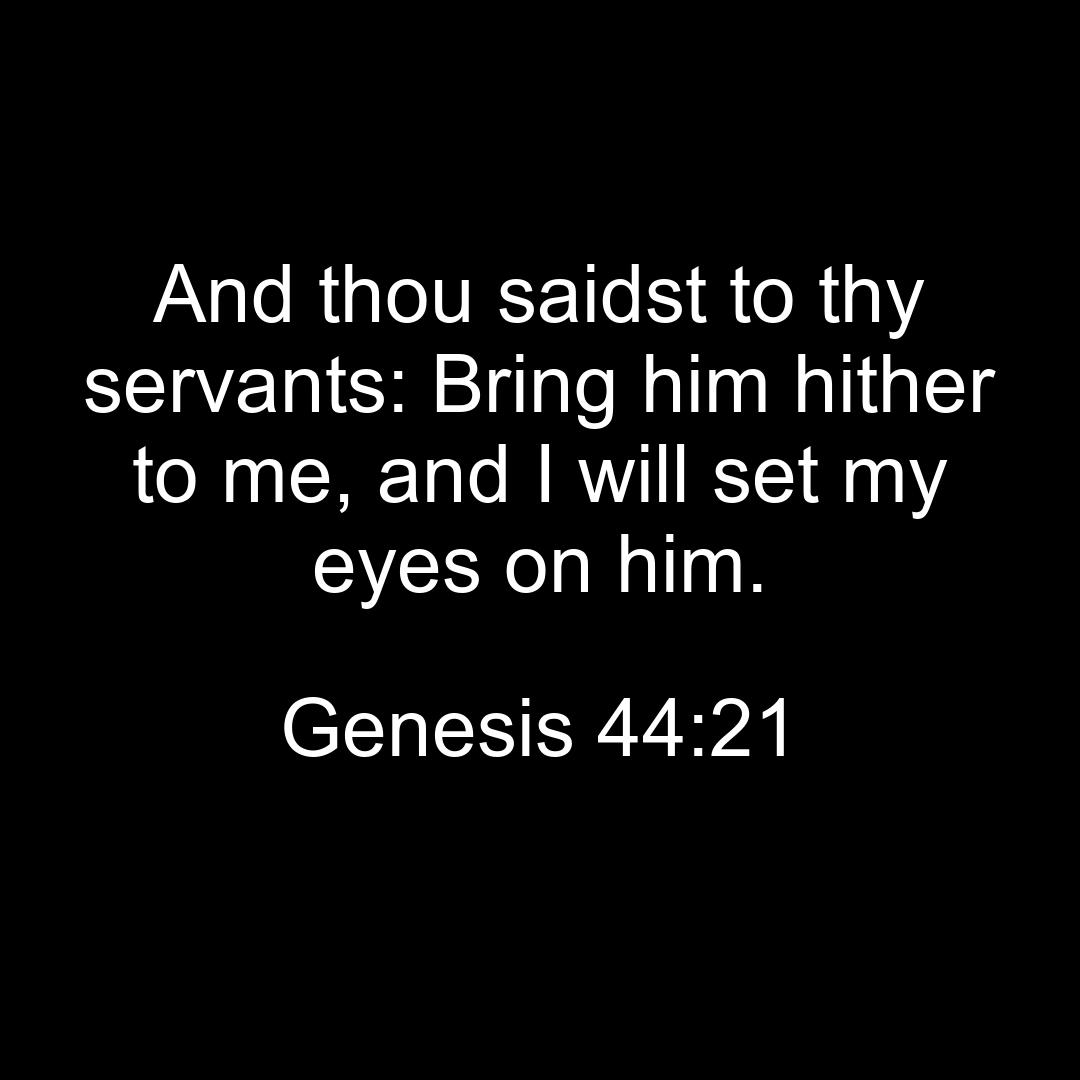 And thou saidst to thy
servants: Bring him hither
to me, and I will set my
eyes on him.
Genesis 44:21